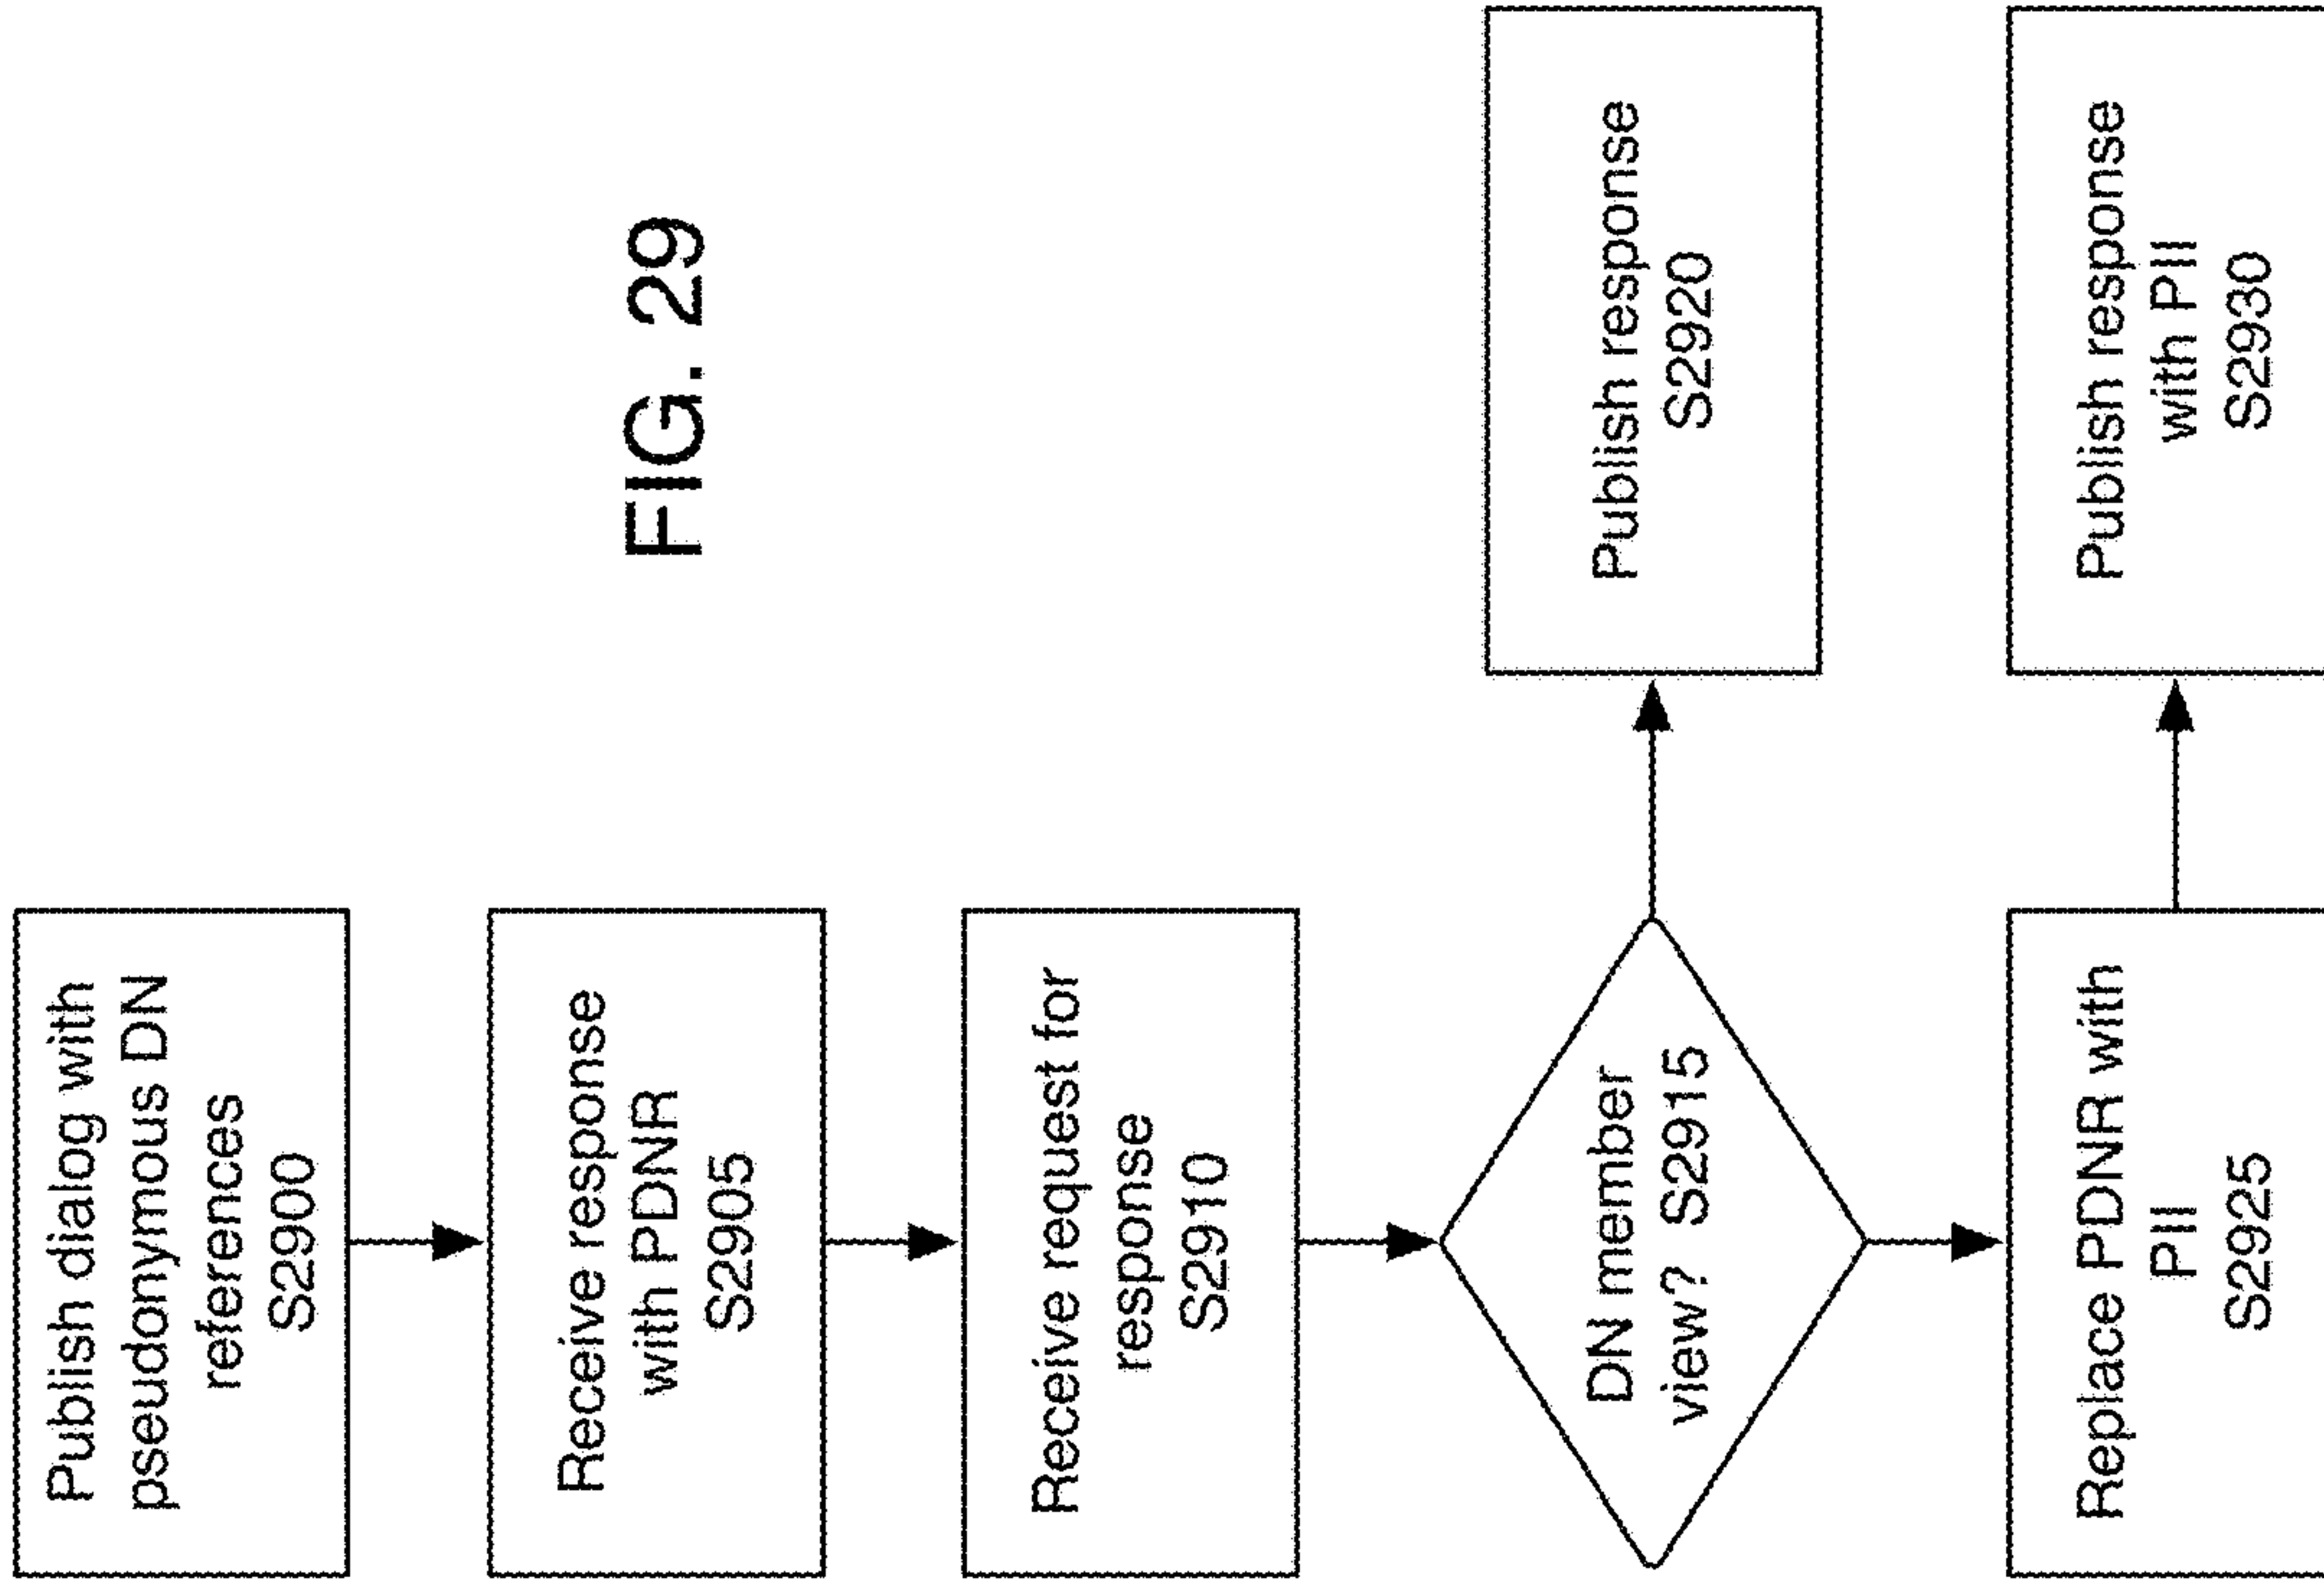 Publish dialog with
pseudonymous DN
references
S2900
Receive response
with PDNR
S2905
Receive request for
response
S2910
DN member
view? S2915
Replace PDNR with
PII
S2925
FIG. 29
Publish response
S2920
Publish response
with PII
S2930